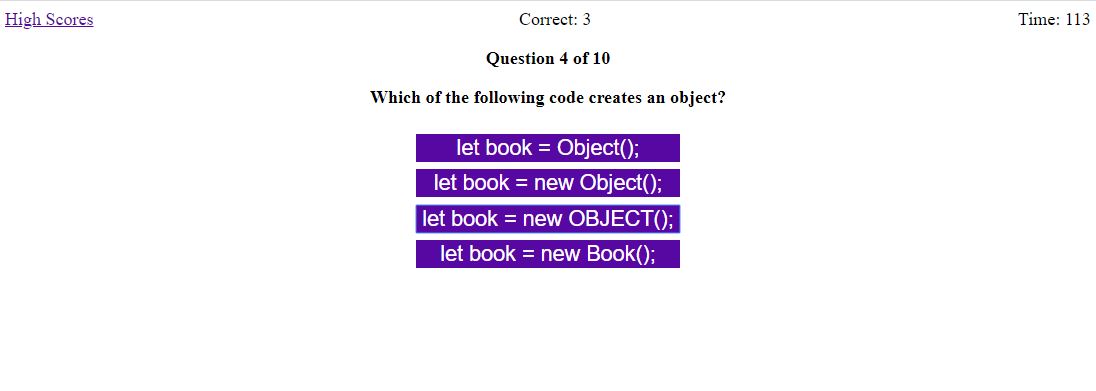 High Scores Correct: 3 Time: 113
Question 4 of 10
Which of the following code creates an object?
let book = Object();
let book = new Object();
let book = new OBJECT();
let book = new Book();